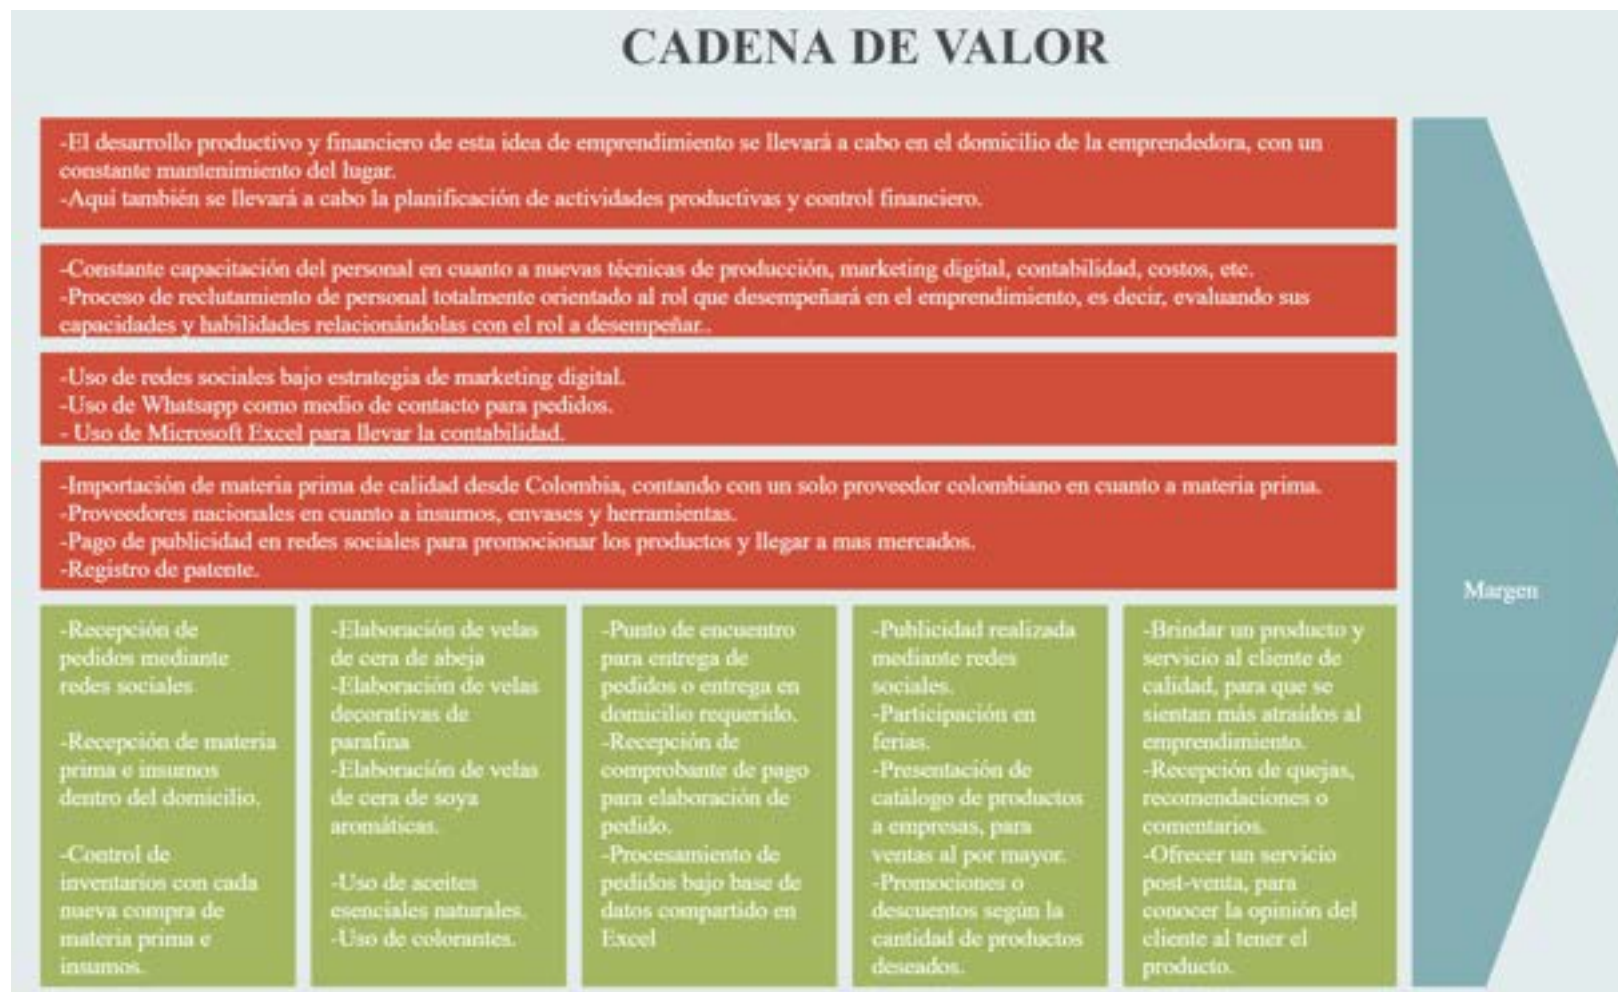 CADENA DE VALOR
-El desarrollo productivo y financiero de esta idea de emprendimiento se llevará a cabo en el domicilio de la emprendedora, con un
constante mantenimiento del lugar.
-Aquí también se llevará a cabo la planificación de actividades productivas y control financiero.
-Constante capacitación del personal en cuanto a nuevas técnicas de producción, marketing digital, contabilidad, costos, etc.
-Proceso de reclutamiento de personal totalmente orientado al rol que desempeñará en el emprendimiento, es decir, evaluando sus
capacidades y habilidades relacionándolas con el rol a desempeñar..
-Uso de redes sociales bajo estrategia de marketing digital.
-Uso de Whatsapp como medio de contacto para pedidos.
- Uso de Microsoft Excel para llevar la contabilidad.
-Importación de materia prima de calidad desde Colombia, contando con un solo proveedor colombiano en cuanto a materia prima.
-Proveedores nacionales en cuanto a insumos, envases y herramientas.
-Pago de publicidad en redes sociales para promocionar los productos y llegar a mas mercados.
-Registro de patente.
-Recepción de
pedidos mediante
redes sociales
-Recepción de materia
prima e insumos
dentro del domicilio.
-Control de
inventarios con cada
nueva compra de
materia prima e
insumos.
-Elaboración de velas
de cera de abeja
-Elaboración de velas
decorativas de
parafina
-Elaboración de velas
de cera de soya
aromáticas.
-Uso de aceites
esenciales naturales.
-Uso de colorantes.
-Punto de encuentro
para entrega de
pedidos o entrega en
domicilio requerido.
-Recepción de
comprobante de pago
para elaboración de
pedido.
-Procesamiento de
pedidos bajo base de
datos compartido en
Excel
-Publicidad realizada
mediante redes
sociales.
-Participación en
ferias.
-Presentación de
catálogo de productos
a empresas, para
ventas al por mayor.
-Promociones o
descuentos según la
cantidad de productos
deseados.
-Brindar un producto y
servicio al cliente de
calidad, para que se
sientan más atraídos al
emprendimiento.
-Recepción de quejas,
recomendaciones o
comentarios.
-Ofrecer un servicio
post-venta, para
conocer la opinión del
cliente al tener el
producto.
Margen